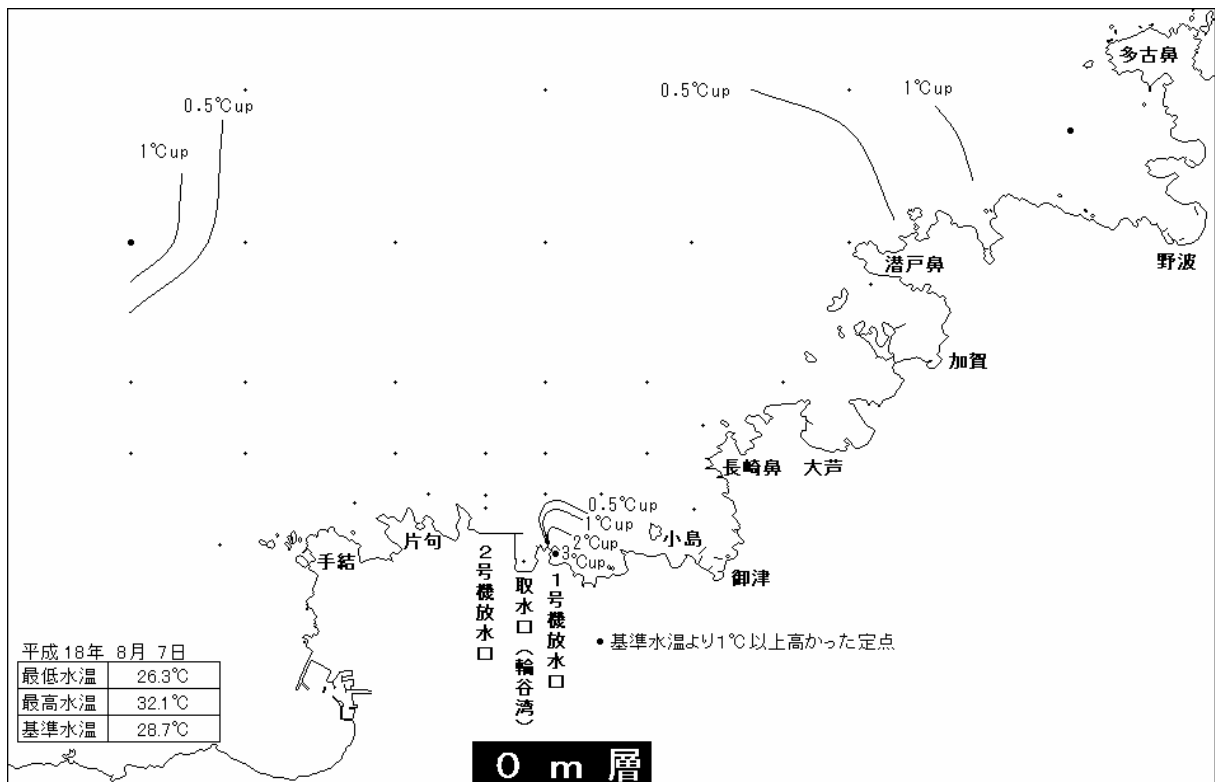 多古鼻
0.5℃up
1℃up
0.5℃up
1℃up
潜戸鼻
野波
加賀
長崎鼻
大芦
0.5℃up
1℃up
2℃up
3℃up
小島
御津
片句
手結
2号機放水口
取水口（輪谷湾）
1号機放水口
•基準水温より1℃以上高かった定点
平成18年 8月 7日
最低水温 26.3℃
最高水温 32.1℃
基準水温 28.7℃
0 m 層